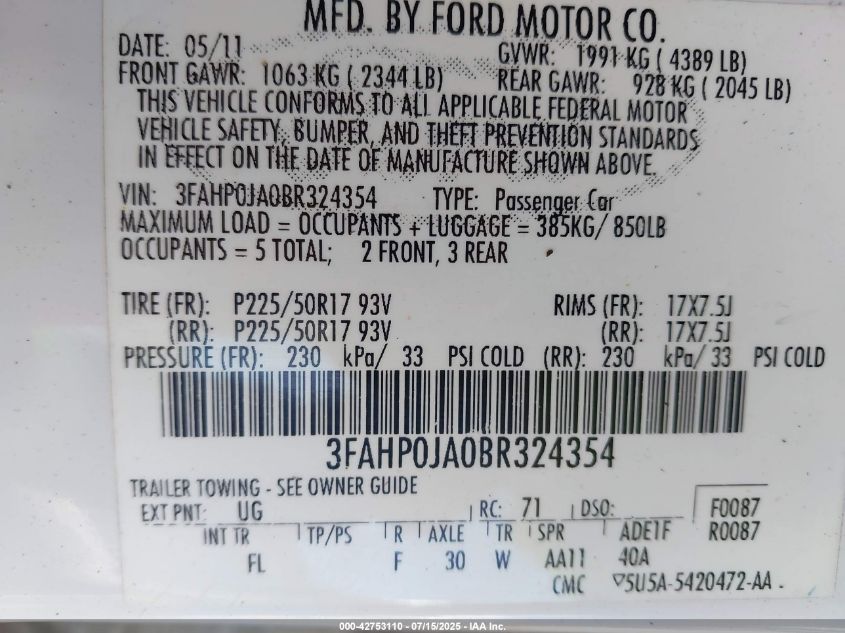 MFD. BY FORD MOTOR CO.
DATE: 05/11 GVWR: 1991 KG ( 4389 LB)
FRONT GAWR: 1063 KG ( 2344 LB) REAR GAWR: 928 KG ( 2045 LB)
THIS VEHICLE CONFORMS TO ALL APPLICABLE FEDERAL MOTOR
VEHICLE SAFETY, BUMPER, AND THEFT PREVENTION STANDARDS
IN EFFECT ON THE DATE OF MANUFACTURE SHOWN ABOVE.
VIN: 3FAHP0JA0BR324354 TYPE: Passenger Car
MAXIMUM LOAD = OCCUPANTS + LUGGAGE = 385KG/ 850LB
OCCUPANTS = 5 TOTAL; 2 FRONT, 3 REAR
TIRE (FR): P225/50R17 93V RIMS (FR): 17X7.5J
(RR): P225/50R17 93V (RR): 17X7.5J
PRESSURE (FR): 230 kPa/ 33 PSI COLD (RR): 230 kPa/ 33 PSI COLD
3FAHP0JA0BR324354
TRAILER TOWING - SEE OWNER GUIDE
EXT PNT: UG RC: 71 DSO: F0087
INT TR TP/PS R AXLE TR SPR ADE1F R0087
FL F 30 W AA11 40A
CMC 5U5A-5420472-AA
000-42753110 - 07/15/2025 - IAA Inc.